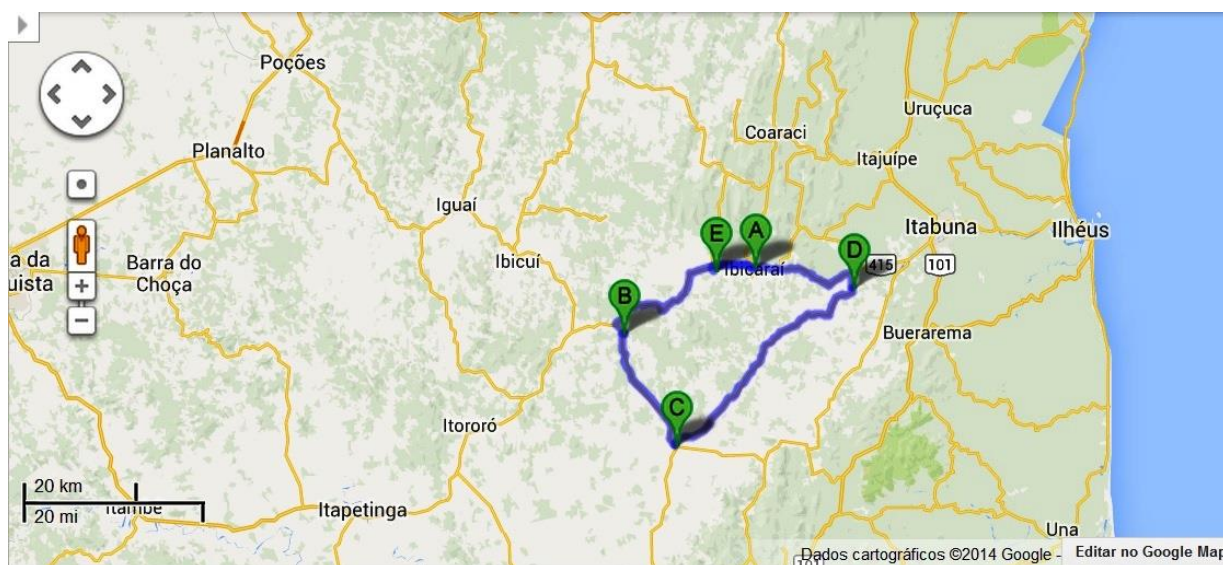 Poções
Uruçuca
Coaraci
Planalto
Itajuípe
Iguaí
Itabuna
Ilhéus
E
A
D
a da
uista
Barra do
Choça
Ibicuí
Ibicaraí
415
101
B
Buerarema
C
Itororó
20 km
20 mi
Itambé
Itapetinga
Una
Dados cartográficos ©2014 Google -
Editar no Google Map
101